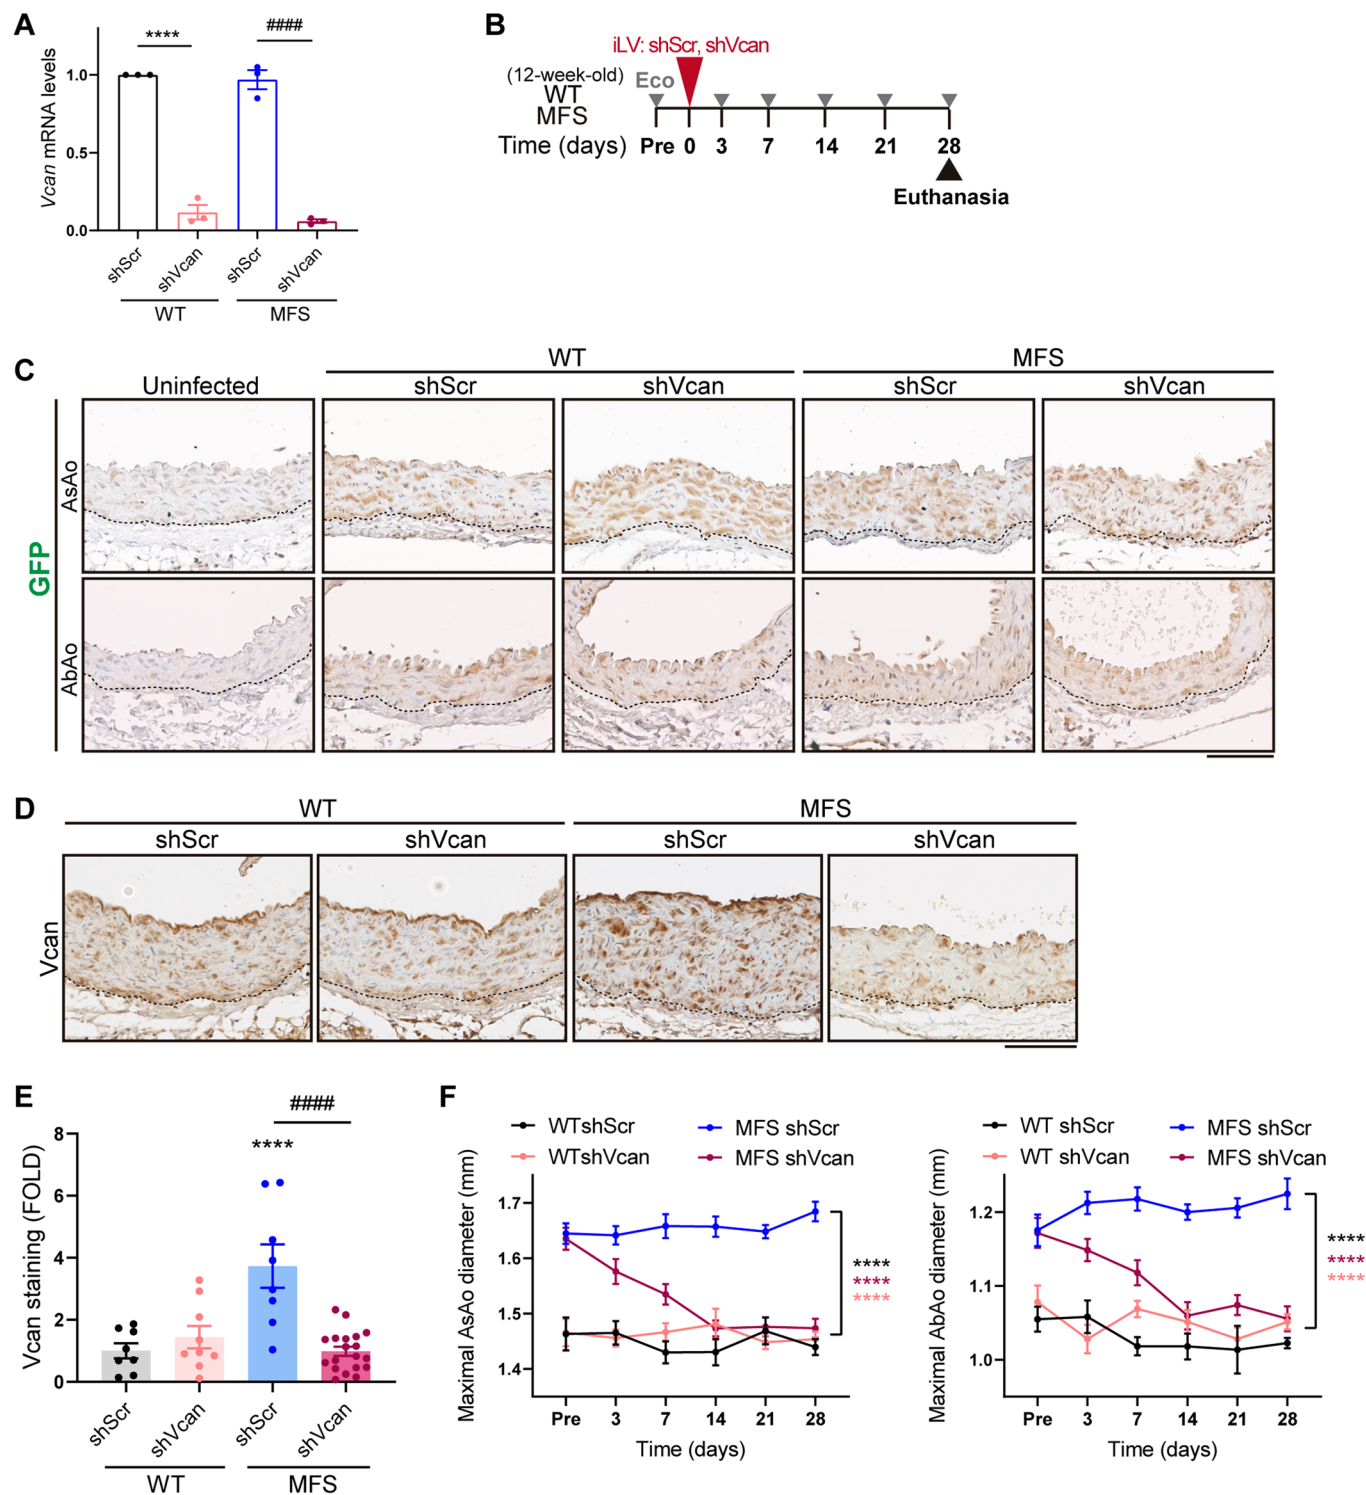 A
Vcan mRNA levels
1.0
0.5
0.0
****
####
shScr
shVcan
shScr
shVcan
WT
MFS
B
iLV: shScr, shVcan
(12-week-old)
WT
MFS
Eco
Time (days) Pre 0 3 7 14 21 28
Euthanasia
C
WT
MFS
Uninfected
shScr
shVcan
shScr
shVcan
GFP
AsAo
AbAo
D
WT
MFS
shScr
shVcan
shScr
shVcan
Vcan
E
Vcan staining (FOLD)
8
6
4
2
0
####
****
shScr
shVcan
shScr
shVcan
WT
MFS
F
WTshScr
MFS shScr
WTshVcan
MFS shVcan
Maximal AsAo diameter (mm)
1.7
1.6
1.5
1.4
****
****
****
Pre 3 7 14 21 28
Time (days)
WT shScr
MFS shScr
WT shVcan
MFS shVcan
Maximal AbAo diameter (mm)
1.2
1.1
1.0
****
****
****
Pre 3 7 14 21 28
Time (days)